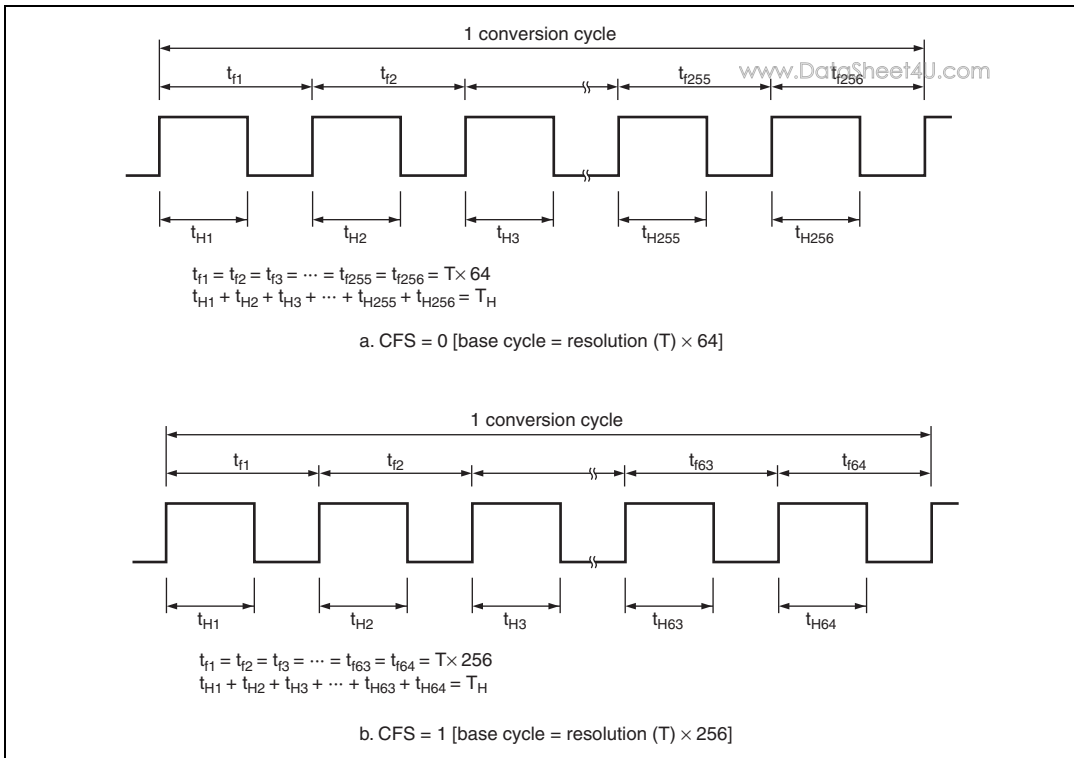 1 conversion cycle
www.DataSheet4U.com
tf1 tf2 tf255 tf256
tH1 tH2 tH3 tH255 tH256
tf1 = tf2 = tf3 = ··· = tf255 = tf256 = T× 64
tH1 + tH2 + tH3 + ··· + tH255 + tH256 = TH
a. CFS = 0 [base cycle = resolution (T) × 64]
1 conversion cycle
tf1 tf2 tf63 tf64
tH1 tH2 tH3 tH63 tH64
tf1 = tf2 = tf3 = ··· = tf63 = tf64 = T× 256
tH1 + tH2 + tH3 + ··· + tH63 + tH64 = TH
b. CFS = 1 [base cycle = resolution (T) × 256]